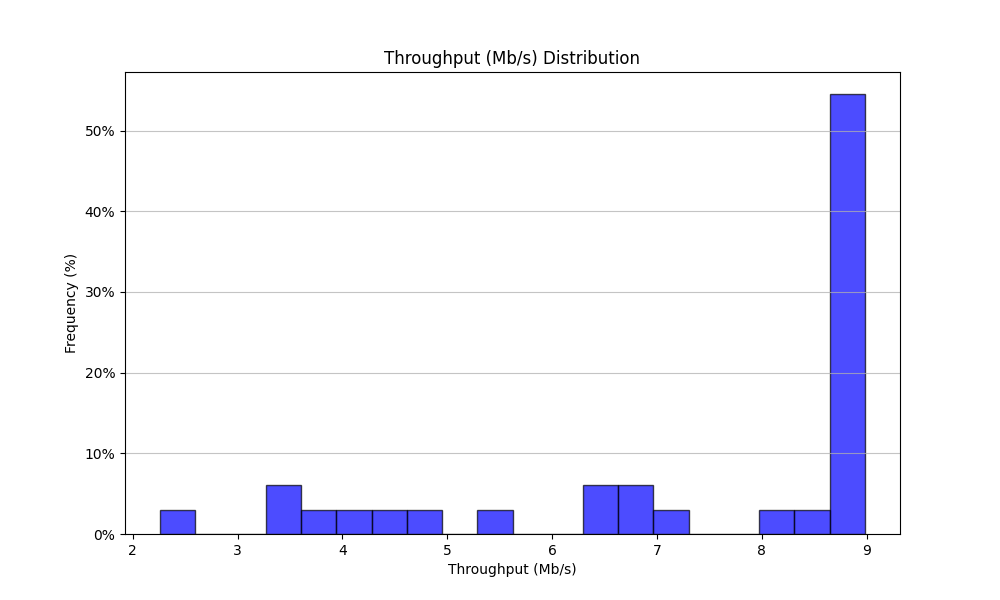 Throughput (Mb/s) Distribution
Frequency (%)
50%
40%
30%
20%
10%
0%
2 3 4 5 6 7 8 9
Throughput (Mb/s)